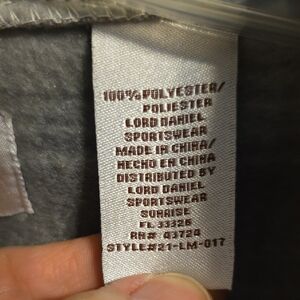 100%POLYESTER/
POLIESTER
LORD DANIEL
SPORTSWEAR
MADE IN CHINA/
HECHO EN CHINA
DISTRIBUTED BY
LORD DANIEL
SPORTSWEAR
SUNRISE
FL 33325
RN# 43724
STYLE#21-LM-017